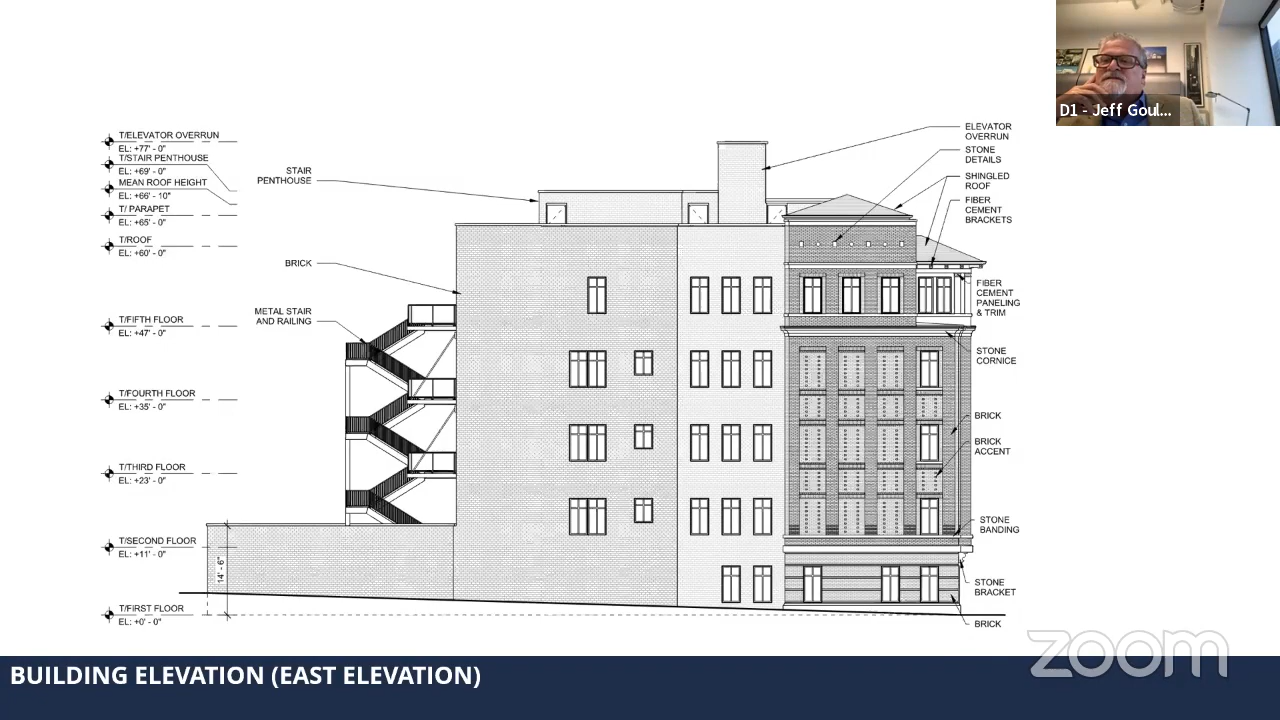 D1 - Jeff Goul...
T/ELEVATOR OVERRUN
EL: +77' - 0"
T/STAIR PENTHOUSE
EL: +69' - 0"
MEAN ROOF HEIGHT
EL: +66' - 10"
T/ PARAPET
EL: +65' - 0"
T/ROOF
EL: +60' - 0"
T/FIFTH FLOOR
EL: +47' - 0"
T/FOURTH FLOOR
EL: +35' - 0"
T/THIRD FLOOR
EL: +23' - 0"
T/SECOND FLOOR
EL: +11' - 0"
T/FIRST FLOOR
EL: +0' - 0"
14' - 6"
STAIR
PENTHOUSE
BRICK
METAL STAIR
AND RAILING
ELEVATOR
OVERRUN
STONE
DETAILS
SHINGLED
ROOF
FIBER
CEMENT
BRACKETS
FIBER
CEMENT
PANELING
& TRIM
STONE
CORNICE
BRICK
BRICK
ACCENT
STONE
BANDING
STONE
BRACKET
BRICK
zoom
BUILDING ELEVATION (EAST ELEVATION)